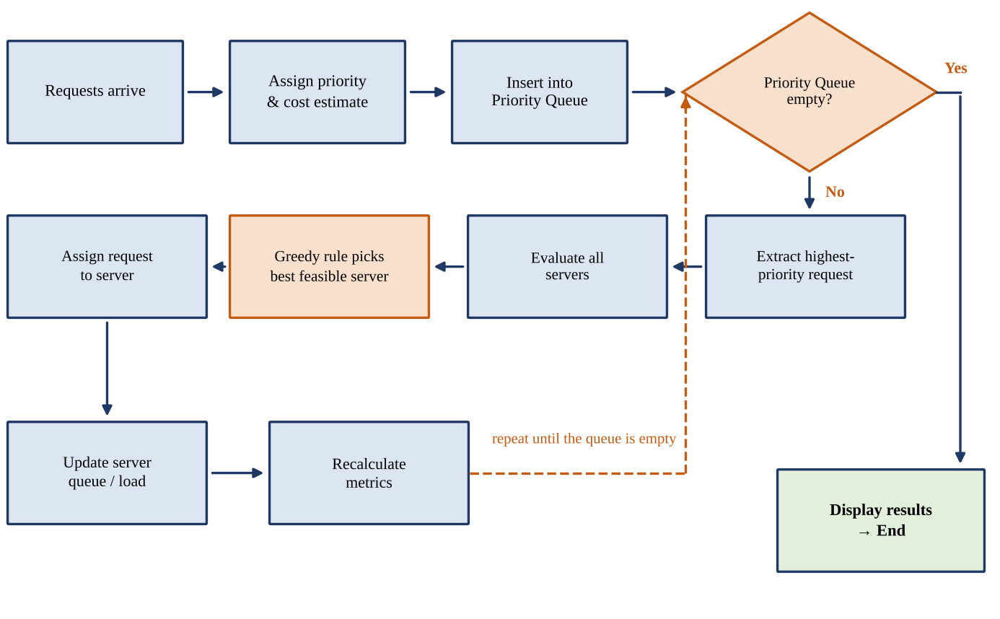 Requests arrive
Assign priority
& cost estimate
Insert into
Priority Queue
Priority Queue
empty?
Yes
No
Assign request
to server
Greedy rule picks
best feasible server
Evaluate all
servers
Extract highest-
priority request
repeat until the queue is empty
Update server
queue / load
Recalculate
metrics
Display results
→ End